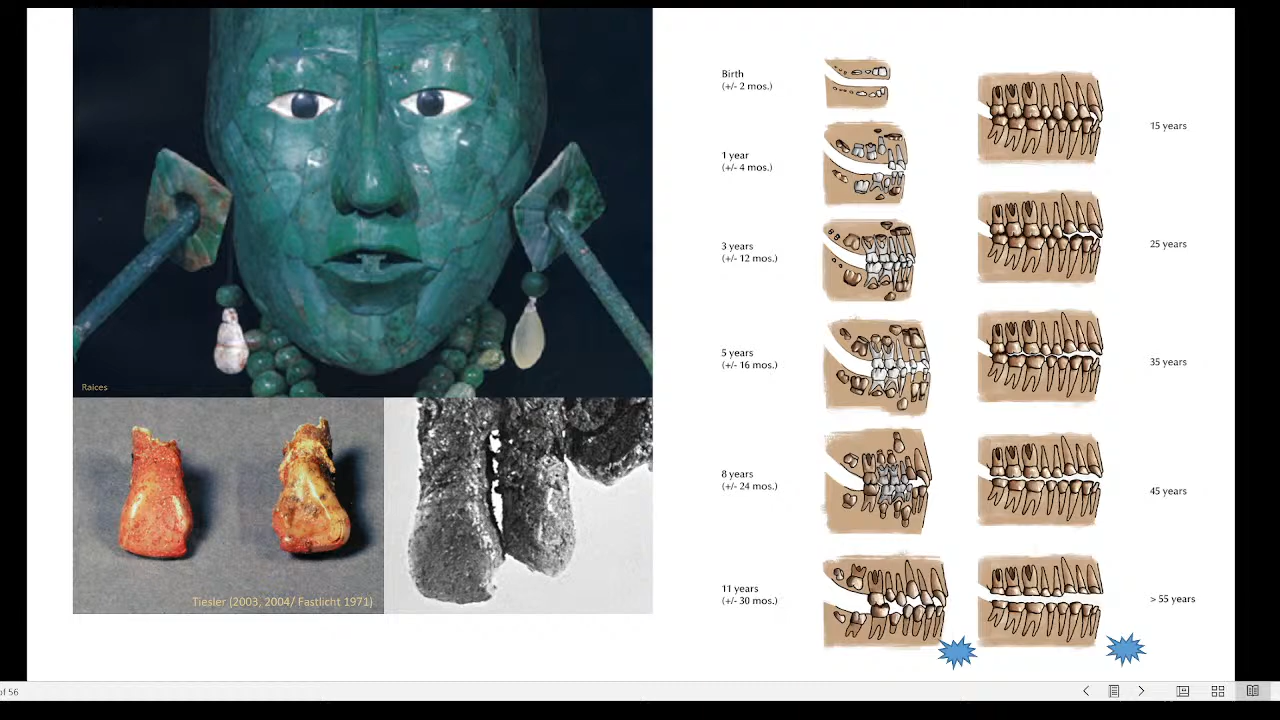 Raíces
Tiesler (2003, 2004/ Fastlicht 1971)
Birth
(+/- 2 mos.)
1 year
(+/- 4 mos.)
3 years
(+/- 12 mos.)
5 years
(+/- 16 mos.)
8 years
(+/- 24 mos.)
11 years
(+/- 30 mos.)
15 years
25 years
35 years
45 years
> 55 years
of 56